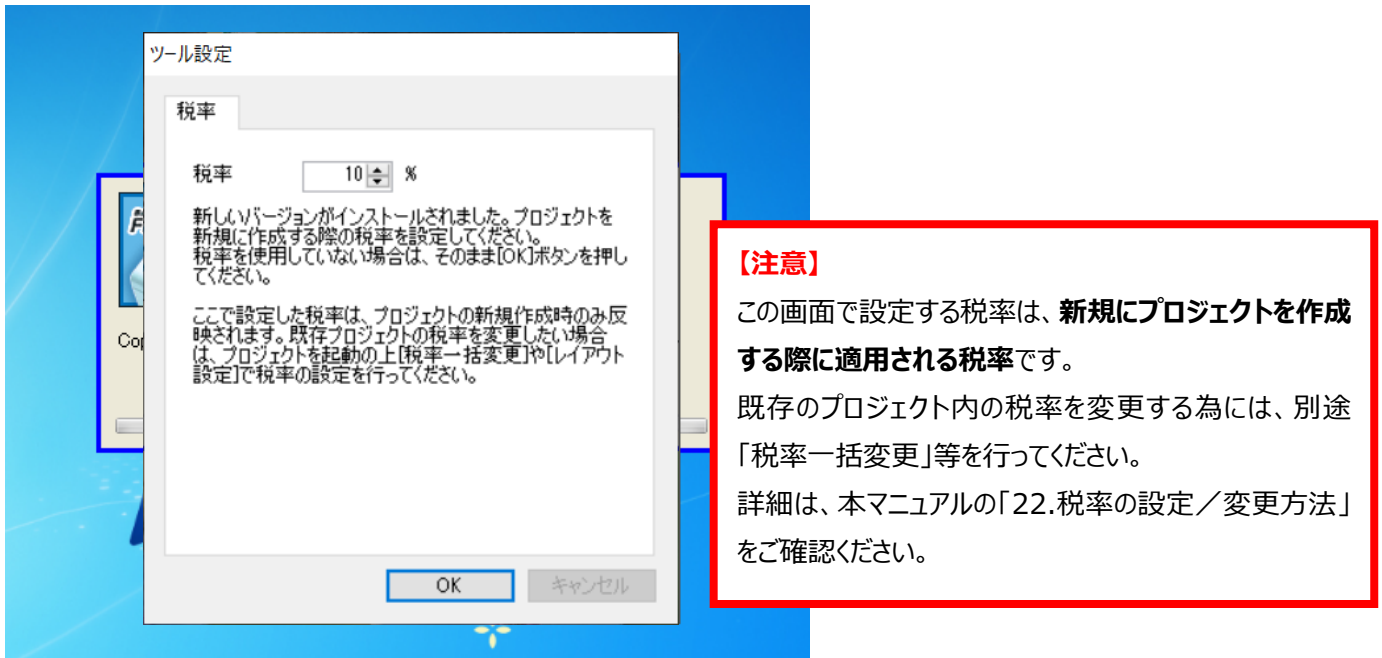 ツール設定
税率
税率 10 %
新しいバージョンがインストールされました。プロジェクトを
新規に作成する際の税率を設定してください。
税率を使用していない場合は、そのまま[OK]ボタンを押し
てください。
ここで設定した税率は、プロジェクトの新規作成時のみ反
映されます。既存プロジェクトの税率を変更したい場合
は、プロジェクトを起動の上[税率一括変更]や[レイアウト
設定]で税率の設定を行ってください。
OK キャンセル
Cop
【注意】
この画面で設定する税率は、新規にプロジェクトを作成
する際に適用される税率です。
既存のプロジェクト内の税率を変更する為には、別途
「税率一括変更」等を行ってください。
詳細は、本マニュアルの「22.税率の設定／変更方法」
をご確認ください。